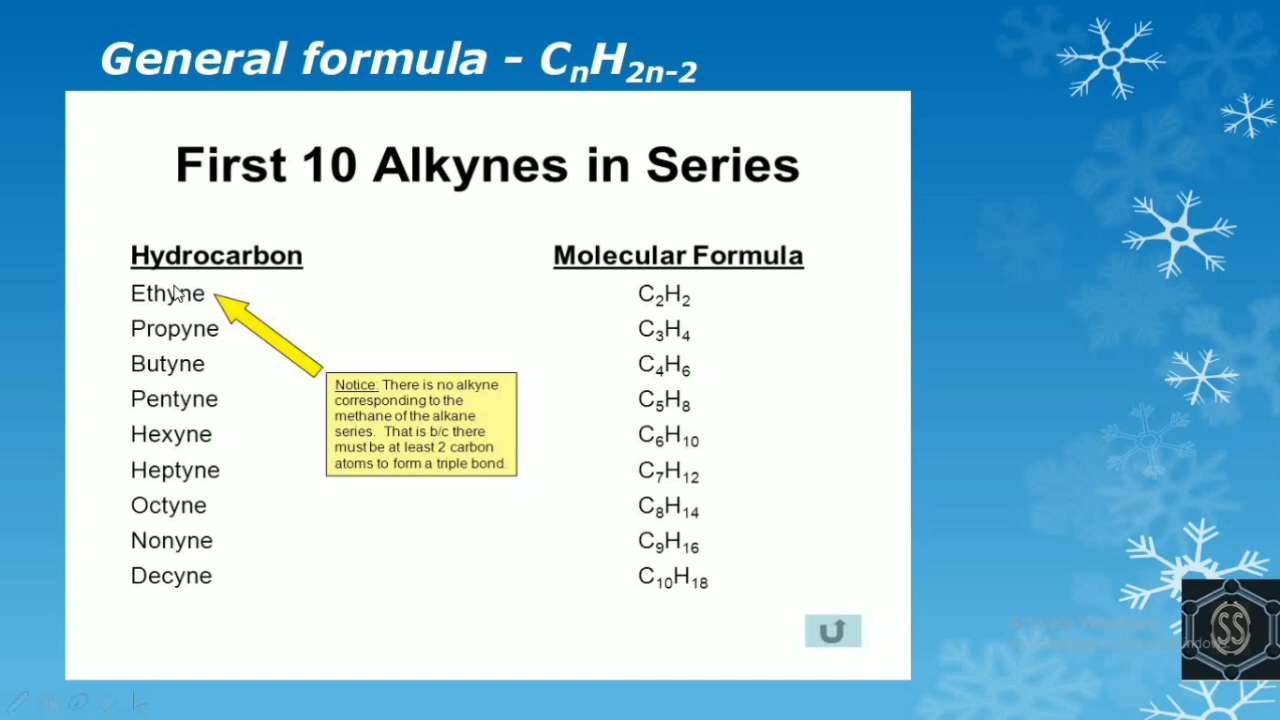 General formula - CₙH₂ₙ₋₂
First 10 Alkynes in Series
Hydrocarbon Molecular Formula
Ethyne C₂H₂
Propyne C₃H₄
Butyne C₄H₆
Pentyne C₅H₈
Hexyne C₆H₁₀
Heptyne C₇H₁₂
Octyne C₈H₁₄
Nonyne C₉H₁₆
Decyne C₁₀H₁₈
Notice: There is no alkyne
corresponding to the
methane of the alkane
series. That is b/c there
must be at least 2 carbon
atoms to form a triple bond.
Activate Windows
SS